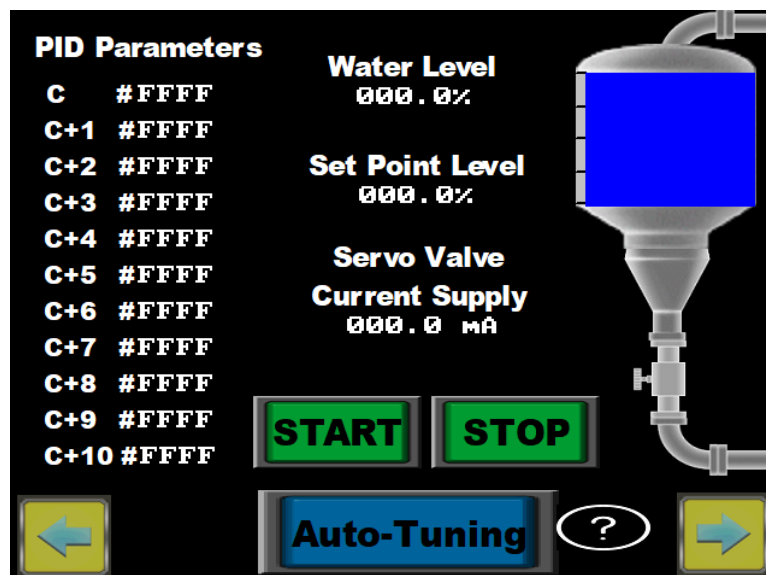 PID Parameters
C #FFFF
C+1 #FFFF
C+2 #FFFF
C+3 #FFFF
C+4 #FFFF
C+5 #FFFF
C+6 #FFFF
C+7 #FFFF
C+8 #FFFF
C+9 #FFFF
C+10 #FFFF
Water Level
000.0%
Set Point Level
000.0%
Servo Valve
Current Supply
000.0 mA
START
STOP
Auto-Tuning
?